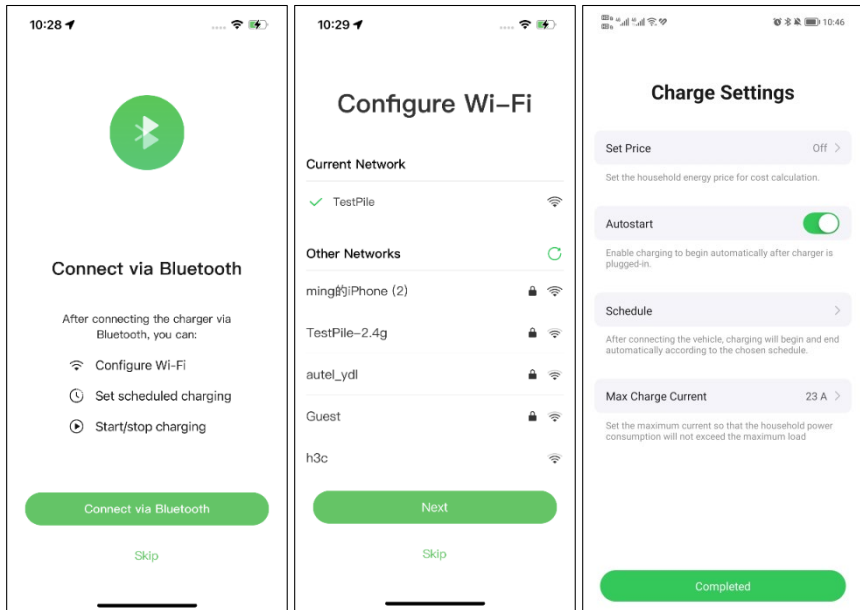 10:28
Connect via Bluetooth
After connecting the charger via
Bluetooth, you can:
Configure Wi-Fi
Set scheduled charging
Start/stop charging
Connect via Bluetooth
Skip
10:29
Configure Wi-Fi
Current Network
TestPile
Other Networks
ming的iPhone (2)
TestPile-2.4g
autel_ydl
Guest
h3c
Next
Skip
10:46
Charge Settings
Set Price Off
Set the household energy price for cost calculation.
Autostart
Enable charging to begin automatically after charger is
plugged-in.
Schedule
After connecting the vehicle, charging will begin and end
automatically according to the chosen schedule.
Max Charge Current 23 A
Set the maximum current so that the household power
consumption will not exceed the maximum load
Completed